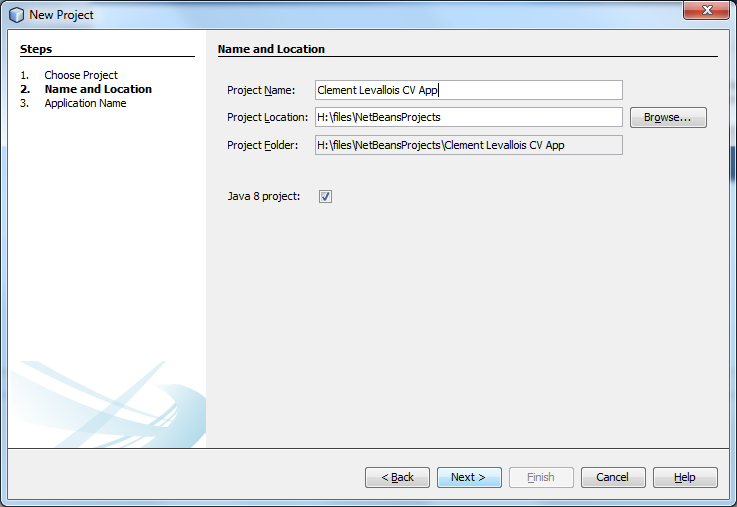 New Project
Steps
1. Choose Project
2. Name and Location
3. Application Name
Name and Location
Project Name: Clement Levallois CV App
Project Location: H:\files\NetBeansProjects Browse...
Project Folder: H:\files\NetBeansProjects\Clement Levallois CV App
Java 8 project:
< Back Next > Finish Cancel Help